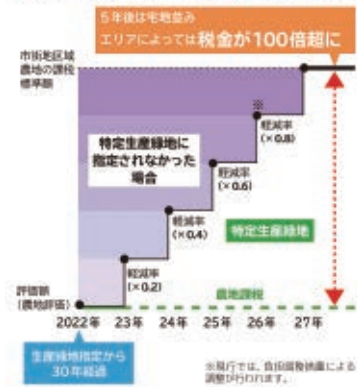 5年後は宅地並み
エリアによっては税金が100倍超に
市街地区域
農地の課税
標準額
特定生産緑地に
指定されなかった
場合
※
軽減率
(×0.8)
軽減率
(×0.6)
軽減率
(×0.4)
軽減率
(×0.2)
特定生産緑地
評価額
(農地評価)
農地課税
2022年 23年 24年 25年 26年 27年
生産緑地指定から
30年経過
※現行では、負担調整措置による
調整が行われます。